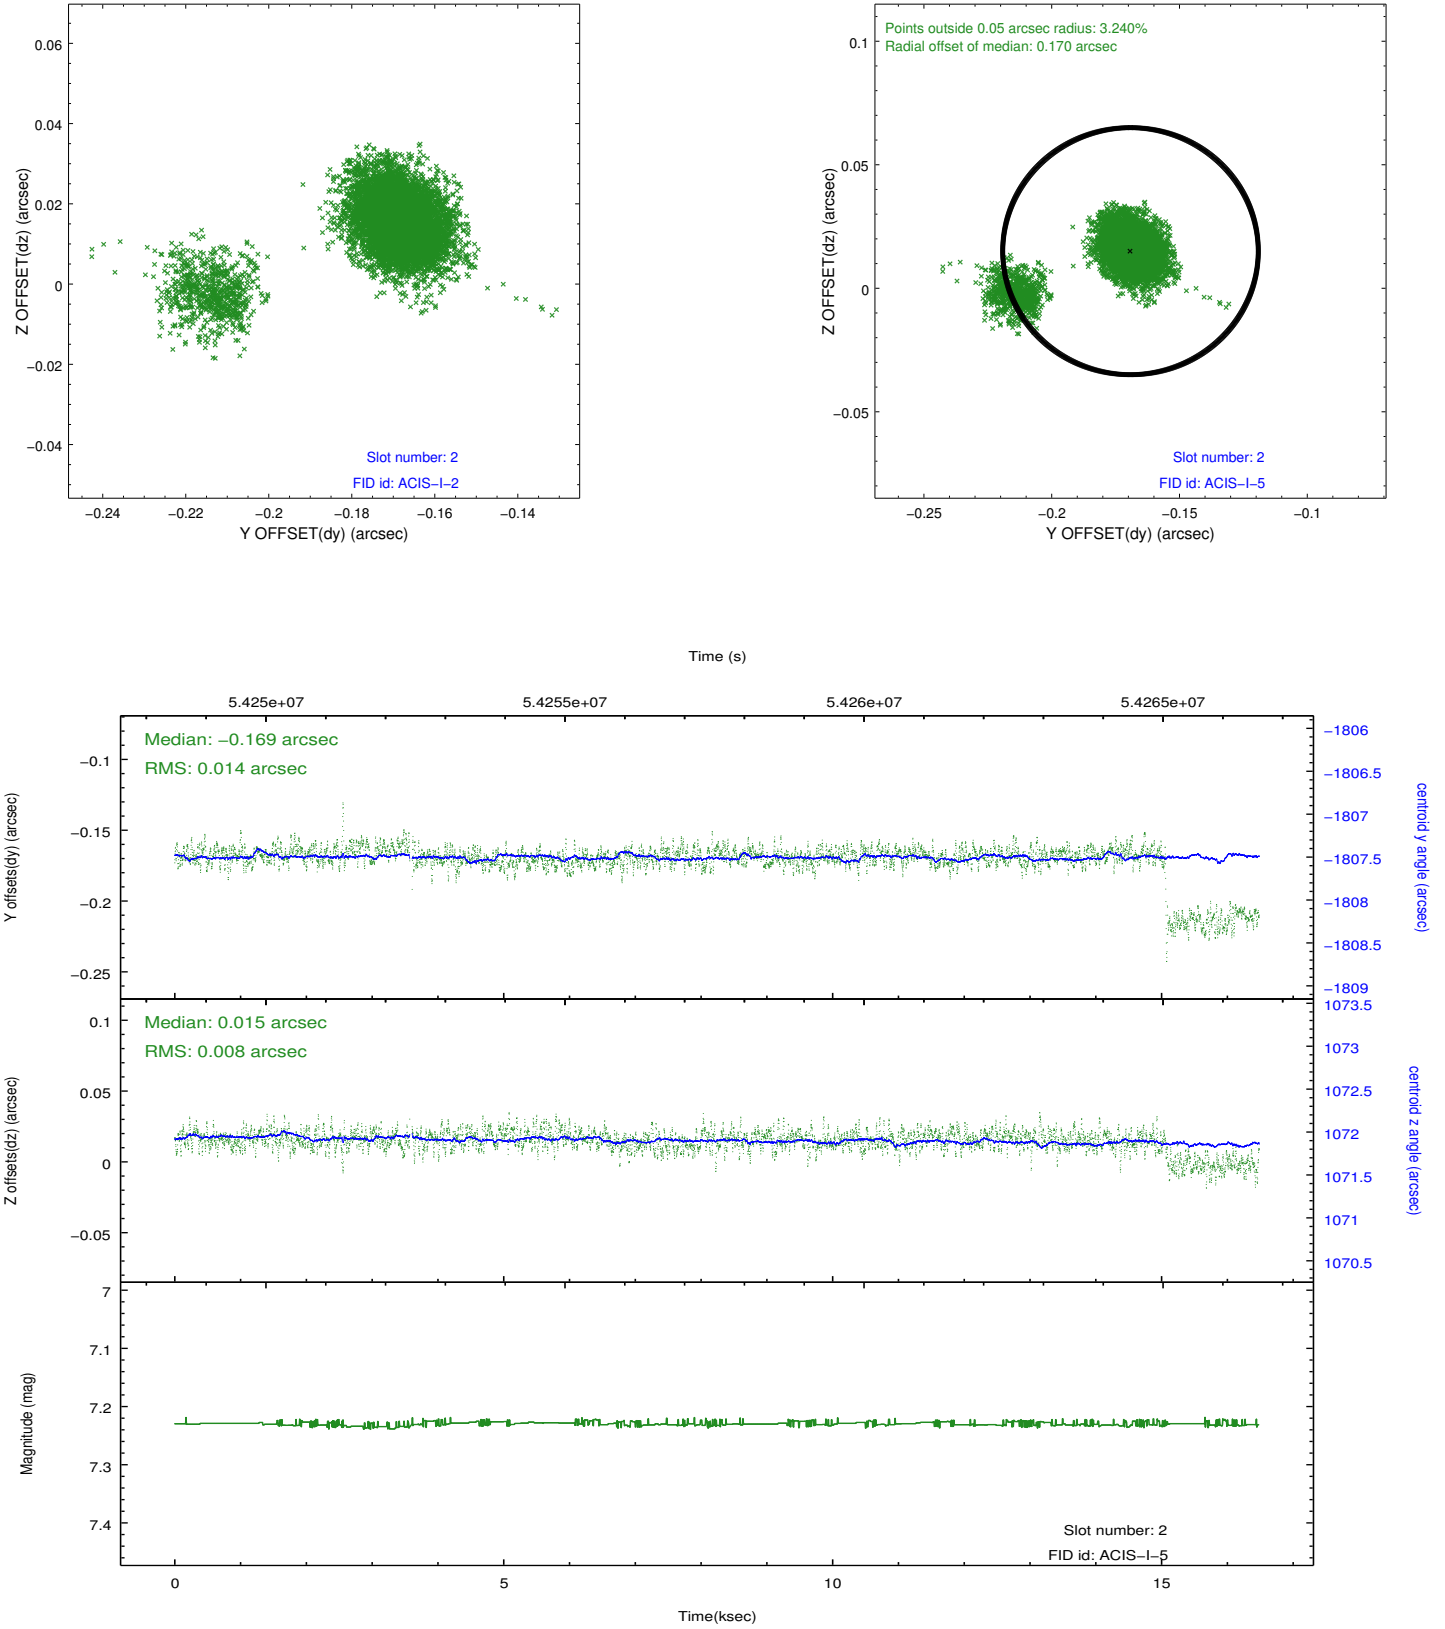 0.06
0.04
0.02
0
−0.02
−0.04
Z OFFSET(dz) (arcsec)
Slot number: 2
FID id: ACIS−I−2
−0.24
−0.22
−0.2
−0.18
−0.16
−0.14
Y OFFSET(dy) (arcsec)
Points outside 0.05 arcsec radius: 3.240%
Radial offset of median: 0.170 arcsec
0.1
0.05
0
−0.05
Z OFFSET(dz) (arcsec)
Slot number: 2
FID id: ACIS−I−5
−0.25
−0.2
−0.15
−0.1
Y OFFSET(dy) (arcsec)
Time (s)
5.425e+07
5.4255e+07
5.426e+07
5.4265e+07
Median: −0.169 arcsec
RMS: 0.014 arcsec
−0.1
−0.15
−0.2
−0.25
Y offsets(dy) (arcsec)
−1806
−1806.5
−1807
−1807.5
−1808
−1808.5
−1809
centroid y angle (arcsec)
Median: 0.015 arcsec
RMS: 0.008 arcsec
0.1
0.05
0
−0.05
Z offsets(dz) (arcsec)
1073.5
1073
1072.5
1072
1071.5
1071
1070.5
centroid z angle (arcsec)
7
7.1
7.2
7.3
7.4
Magnitude (mag)
Slot number: 2
FID id: ACIS−I−5
0
5
10
15
Time(ksec)